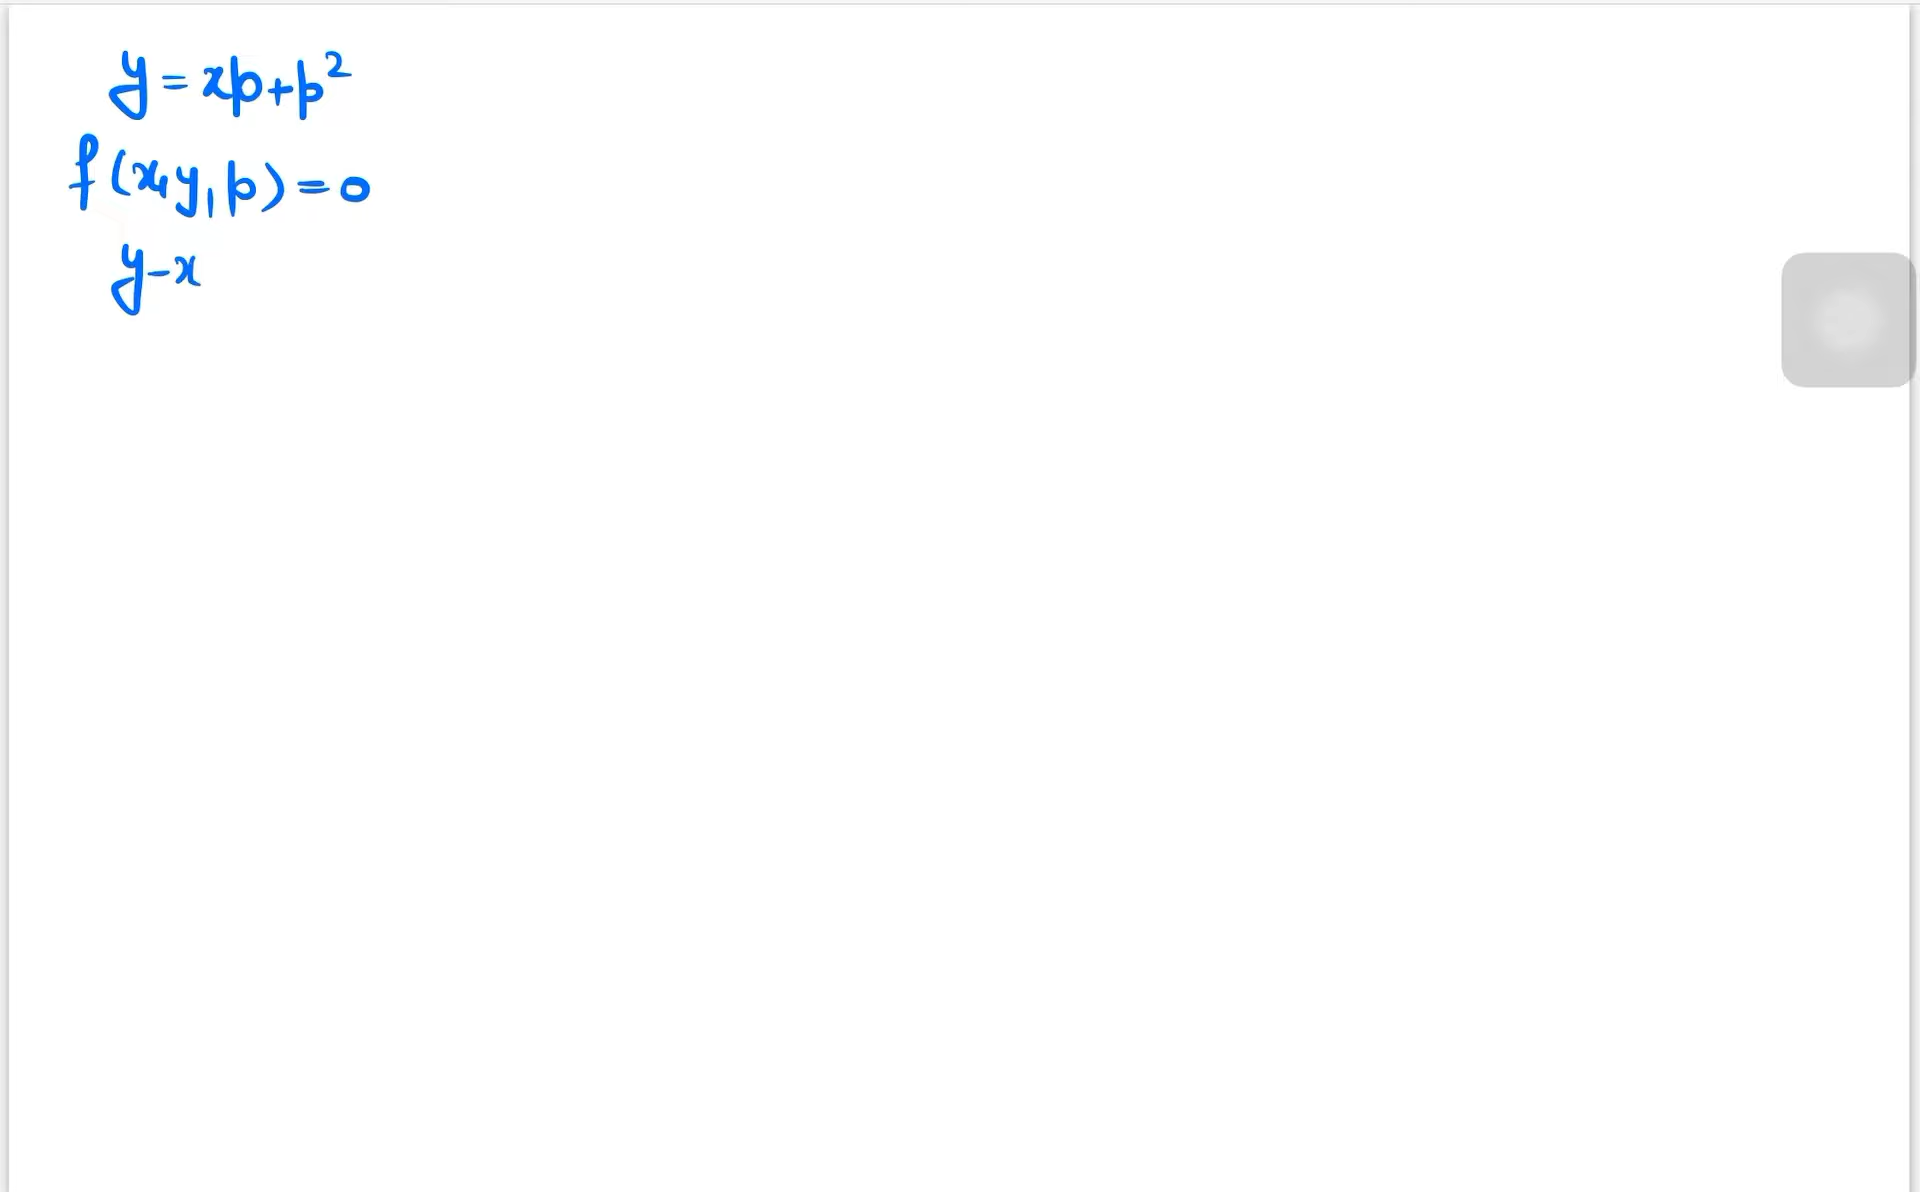 y = xp + p²
f(x, y, p) = 0
y - x